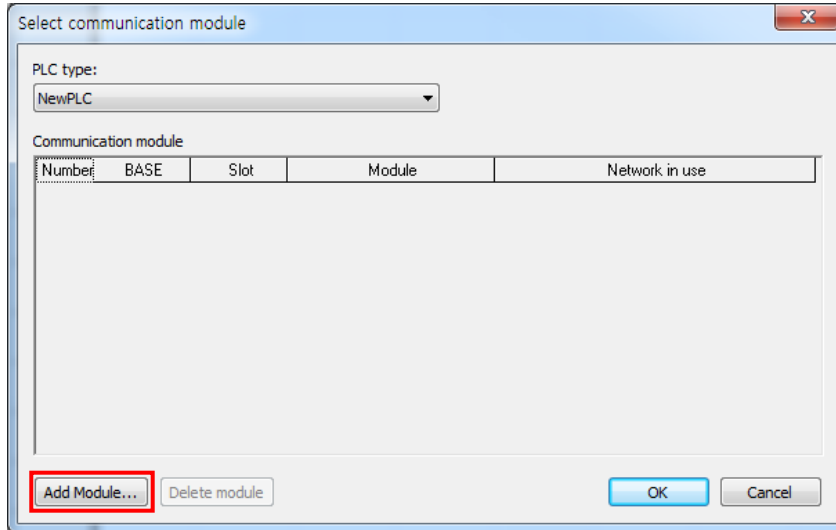 Select communication module
PLC type:
NewPLC
Communication module
Number BASE Slot Module Network in use
Add Module... Delete module OK Cancel